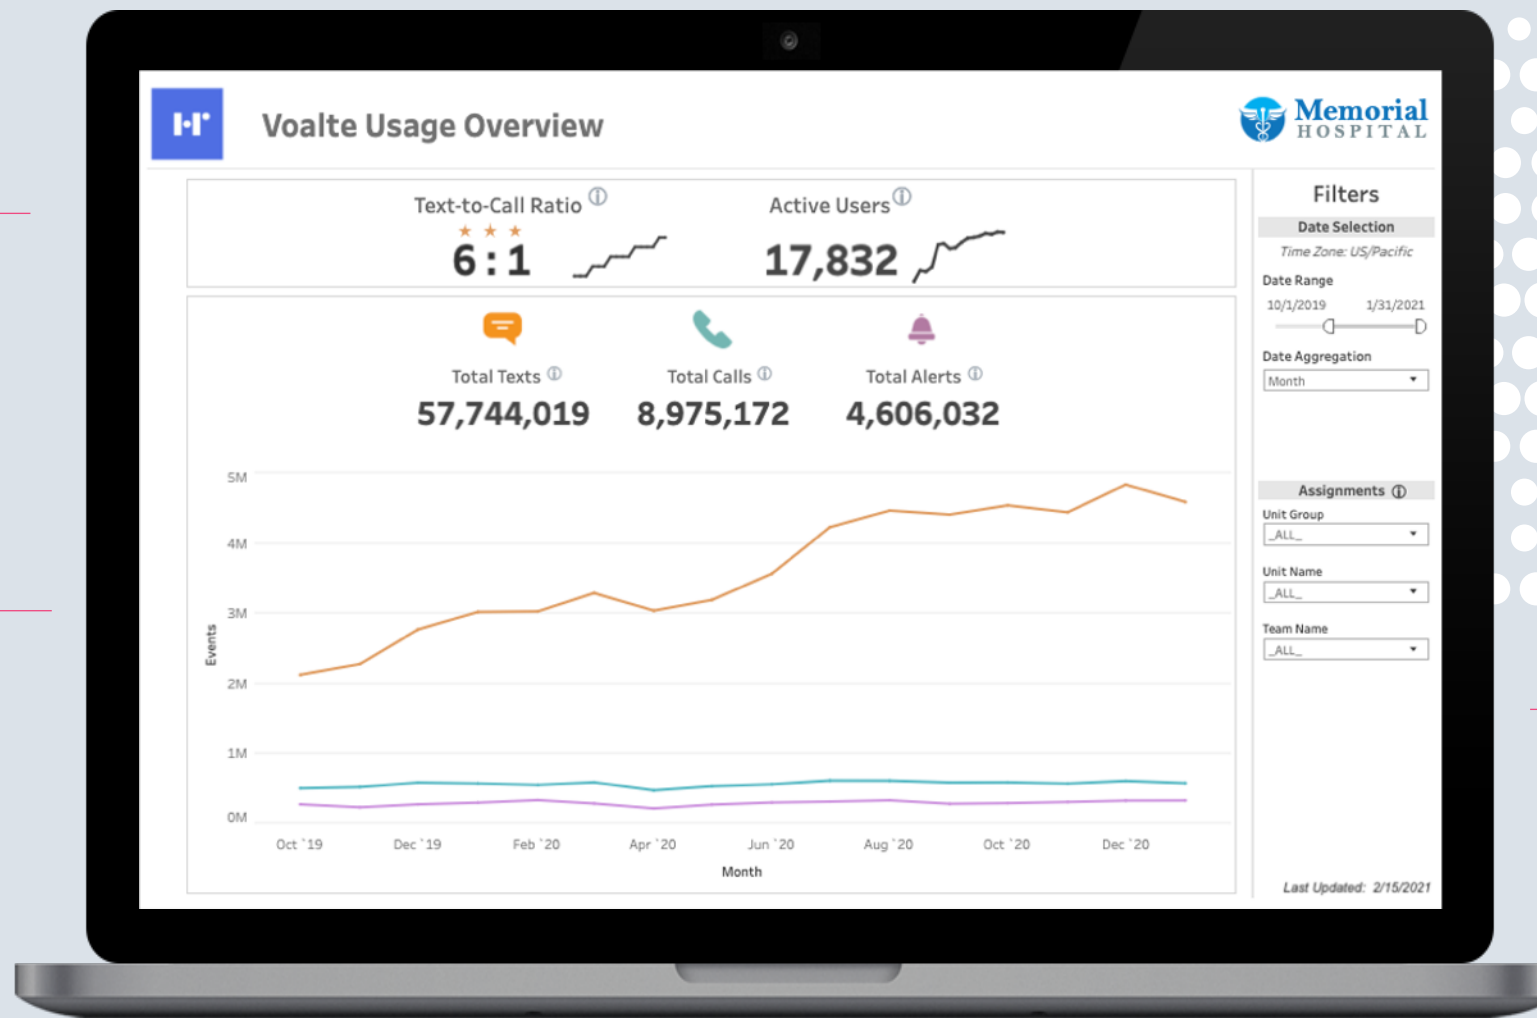 Voalte Usage Overview
Memorial
HOSPITAL
Text-to-Call Ratio
6 : 1
Active Users
17,832
Total Texts
57,744,019
Total Calls
8,975,172
Total Alerts
4,606,032
5M
4M
3M
2M
1M
0M
Events
Oct `19 Dec `19 Feb `20 Apr `20 Jun `20 Aug `20 Oct `20 Dec `20
Month
Filters
Date Selection
Time Zone: US/Pacific
Date Range
10/1/2019 1/31/2021
Date Aggregation
Month
Assignments
Unit Group
_ALL_
Unit Name
_ALL_
Team Name
_ALL_
Last Updated: 2/15/2021